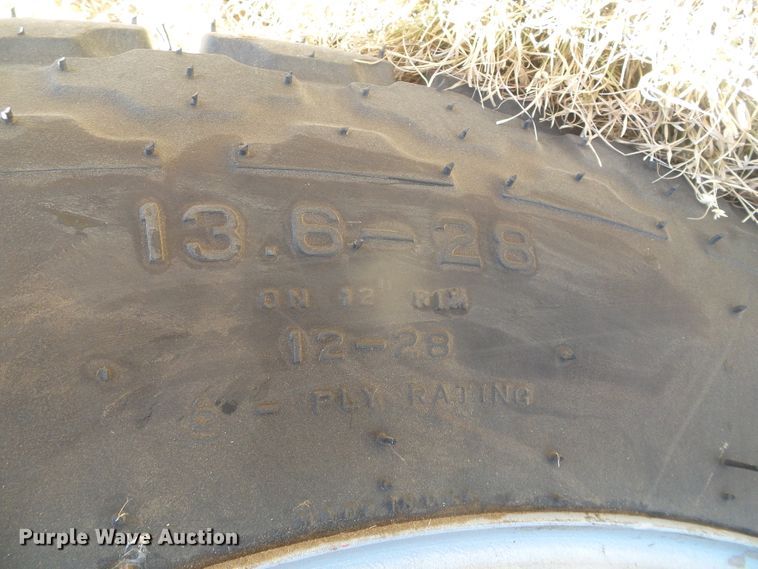 13.6-28
ON 12" RIM
12-28
6 - PLY RATING
Purple Wave Auction